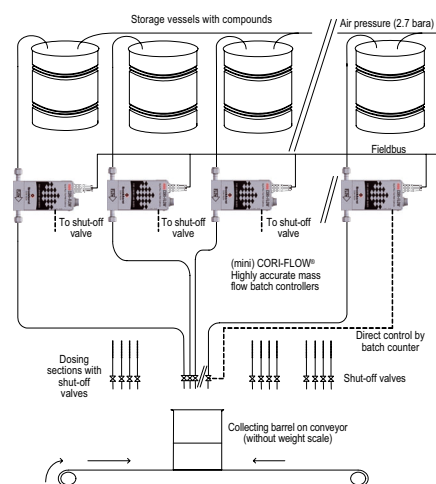 Storage vessels with compounds
Air pressure (2.7 bara)
Fieldbus
To shut-off
valve
To shut-off
valve
To shut-off
valve
(mini) CORI-FLOW®
Highly accurate mass
flow batch controllers
Direct control by
batch counter
Dosing
sections with
shut-off
valves
Shut-off valves
Collecting barrel on conveyor
(without weight scale)